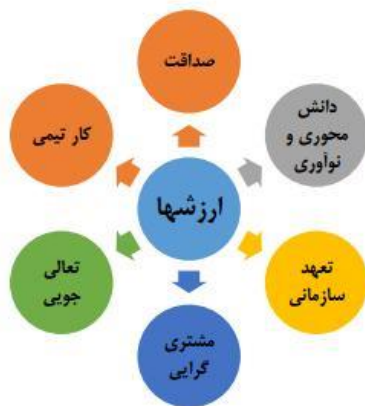 صداقت
دانش
محوری و
نوآوری
کار تیمی
ارزشها
تعهد
سازمانی
تعالی
جویی
مشتری
گرایی